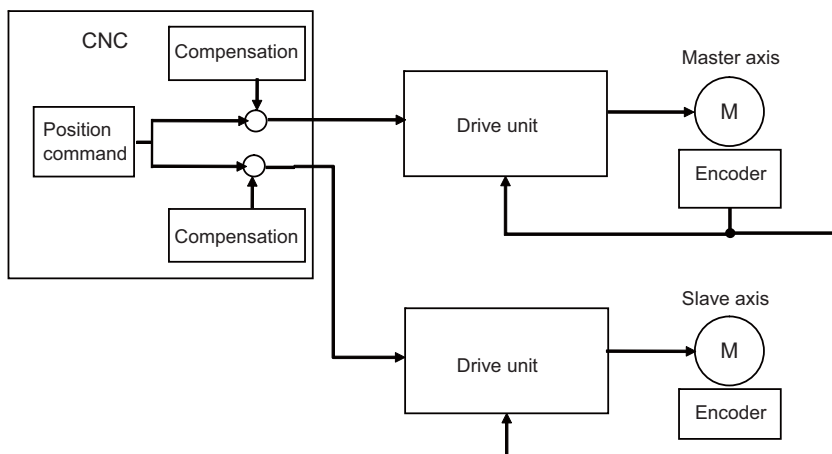 CNC
Compensation
Position
command
Compensation
Drive unit
Master axis
M
Encoder
Drive unit
Slave axis
M
Encoder